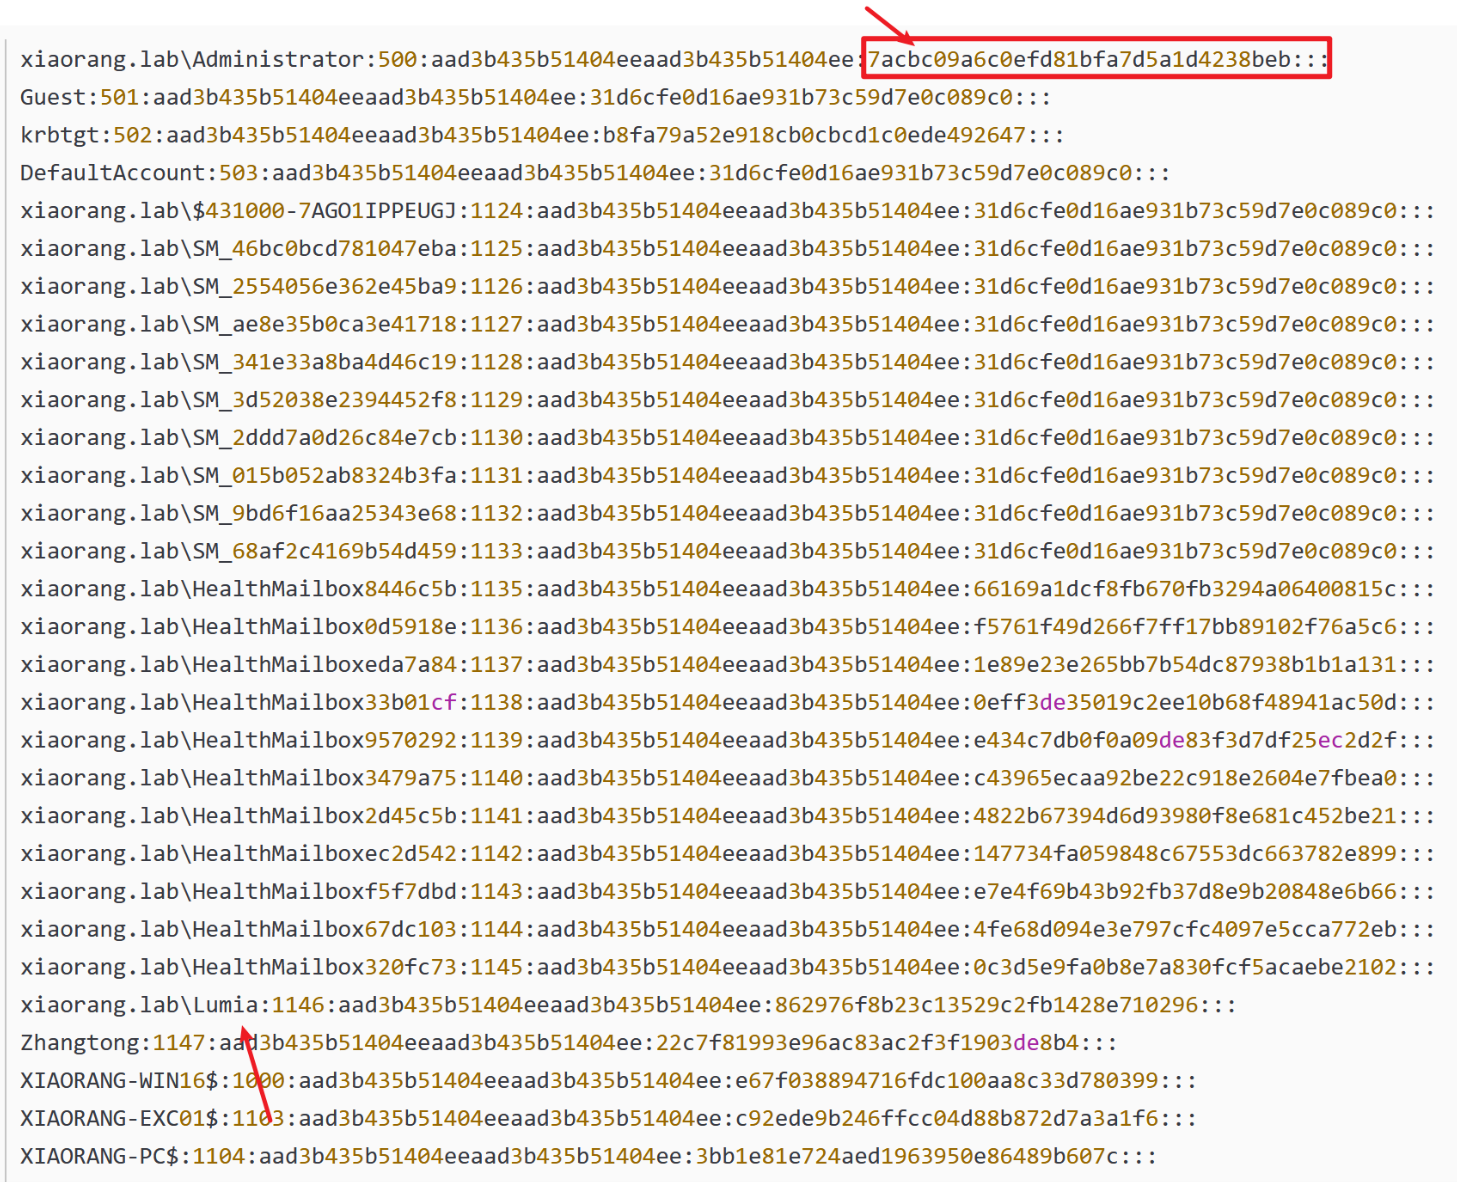 xiaorang.lab\Administrator:500:aad3b435b51404eeaad3b435b51404ee:7acbc09a6c0efd81bfa7d5a1d4238beb:::
Guest:501:aad3b435b51404eeaad3b435b51404ee:31d6cfe0d16ae931b73c59d7e0c089c0:::
krbtgt:502:aad3b435b51404eeaad3b435b51404ee:b8fa79a52e918cb0cbcd1c0ede492647:::
DefaultAccount:503:aad3b435b51404eeaad3b435b51404ee:31d6cfe0d16ae931b73c59d7e0c089c0:::
xiaorang.lab\$431000-7AGO1IPPEUGJ:1124:aad3b435b51404eeaad3b435b51404ee:31d6cfe0d16ae931b73c59d7e0c089c0:::
xiaorang.lab\SM_46bc0bcd781047eba:1125:aad3b435b51404eeaad3b435b51404ee:31d6cfe0d16ae931b73c59d7e0c089c0:::
xiaorang.lab\SM_2554056e362e45ba9:1126:aad3b435b51404eeaad3b435b51404ee:31d6cfe0d16ae931b73c59d7e0c089c0:::
xiaorang.lab\SM_ae8e35b0ca3e41718:1127:aad3b435b51404eeaad3b435b51404ee:31d6cfe0d16ae931b73c59d7e0c089c0:::
xiaorang.lab\SM_341e33a8ba4d46c19:1128:aad3b435b51404eeaad3b435b51404ee:31d6cfe0d16ae931b73c59d7e0c089c0:::
xiaorang.lab\SM_3d52038e2394452f8:1129:aad3b435b51404eeaad3b435b51404ee:31d6cfe0d16ae931b73c59d7e0c089c0:::
xiaorang.lab\SM_2ddd7a0d26c84e7cb:1130:aad3b435b51404eeaad3b435b51404ee:31d6cfe0d16ae931b73c59d7e0c089c0:::
xiaorang.lab\SM_015b052ab8324b3fa:1131:aad3b435b51404eeaad3b435b51404ee:31d6cfe0d16ae931b73c59d7e0c089c0:::
xiaorang.lab\SM_9bd6f16aa25343e68:1132:aad3b435b51404eeaad3b435b51404ee:31d6cfe0d16ae931b73c59d7e0c089c0:::
xiaorang.lab\SM_68af2c4169b54d459:1133:aad3b435b51404eeaad3b435b51404ee:31d6cfe0d16ae931b73c59d7e0c089c0:::
xiaorang.lab\HealthMailbox8446c5b:1135:aad3b435b51404eeaad3b435b51404ee:66169a1dcf8fb670fb3294a06400815c:::
xiaorang.lab\HealthMailbox0d5918e:1136:aad3b435b51404eeaad3b435b51404ee:f5761f49d266f7ff17bb89102f76a5c6:::
xiaorang.lab\HealthMailboxeda7a84:1137:aad3b435b51404eeaad3b435b51404ee:1e89e23e265bb7b54dc87938b1b1a131:::
xiaorang.lab\HealthMailbox33b01cf:1138:aad3b435b51404eeaad3b435b51404ee:0eff3de35019c2ee10b68f48941ac50d:::
xiaorang.lab\HealthMailbox9570292:1139:aad3b435b51404eeaad3b435b51404ee:e434c7db0f0a09de83f3d7df25ec2d2f:::
xiaorang.lab\HealthMailbox3479a75:1140:aad3b435b51404eeaad3b435b51404ee:c43965ecaa92be22c918e2604e7fbea0:::
xiaorang.lab\HealthMailbox2d45c5b:1141:aad3b435b51404eeaad3b435b51404ee:4822b67394d6d93980f8e681c452be21:::
xiaorang.lab\HealthMailboxec2d542:1142:aad3b435b51404eeaad3b435b51404ee:147734fa059848c67553dc663782e899:::
xiaorang.lab\HealthMailboxf5f7dbd:1143:aad3b435b51404eeaad3b435b51404ee:e7e4f69b43b92fb37d8e9b20848e6b66:::
xiaorang.lab\HealthMailbox67dc103:1144:aad3b435b51404eeaad3b435b51404ee:4fe68d094e3e797cfc4097e5cca772eb:::
xiaorang.lab\HealthMailbox320fc73:1145:aad3b435b51404eeaad3b435b51404ee:0c3d5e9fa0b8e7a830fcf5acaebe2102:::
xiaorang.lab\Lumia:1146:aad3b435b51404eeaad3b435b51404ee:862976f8b23c13529c2fb1428e710296:::
Zhangtong:1147:aad3b435b51404eeaad3b435b51404ee:22c7f81993e96ac83ac2f3f1903de8b4:::
XIAORANG-WIN16$:1000:aad3b435b51404eeaad3b435b51404ee:e67f038894716fdc100aa8c33d780399:::
XIAORANG-EXC01$:1103:aad3b435b51404eeaad3b435b51404ee:c92ede9b246ffcc04d88b872d7a3a1f6:::
XIAORANG-PC$:1104:aad3b435b51404eeaad3b435b51404ee:3bb1e81e724aed1963950e86489b607c:::